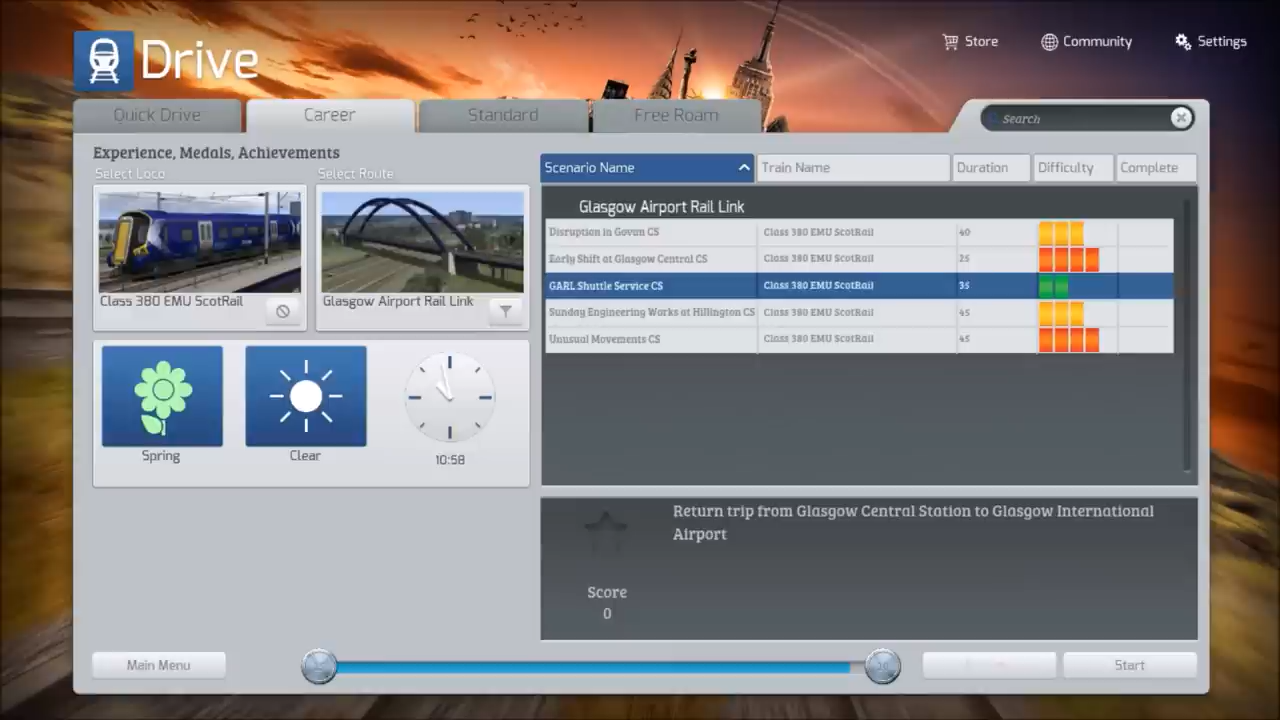 Drive
Store
Community
Settings
Quick Drive
Career
Standard
Free Roam
Search
Experience, Medals, Achievements
Select Loco
Select Route
Class 380 EMU ScotRail
Glasgow Airport Rail Link
Spring
Clear
10:58
Scenario Name
Train Name
Duration
Difficulty
Complete
Glasgow Airport Rail Link
Disruption in Govan CS
Class 380 EMU ScotRail
40
Early Shift at Glasgow Central CS
Class 380 EMU ScotRail
25
GARL Shuttle Service CS
Class 380 EMU ScotRail
35
Sunday Engineering Works at Hillington CS
Class 380 EMU ScotRail
45
Unusual Movements CS
Class 380 EMU ScotRail
45
Return trip from Glasgow Central Station to Glasgow International
Airport
Score
0
Main Menu
Start